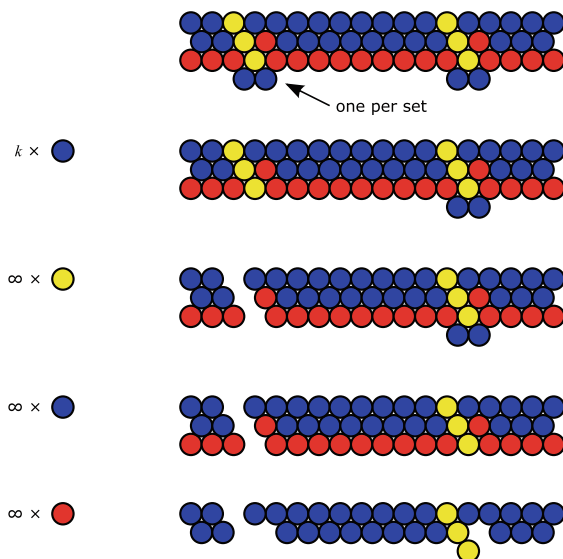 one per set
k ×
∞ ×
∞ ×
∞ ×